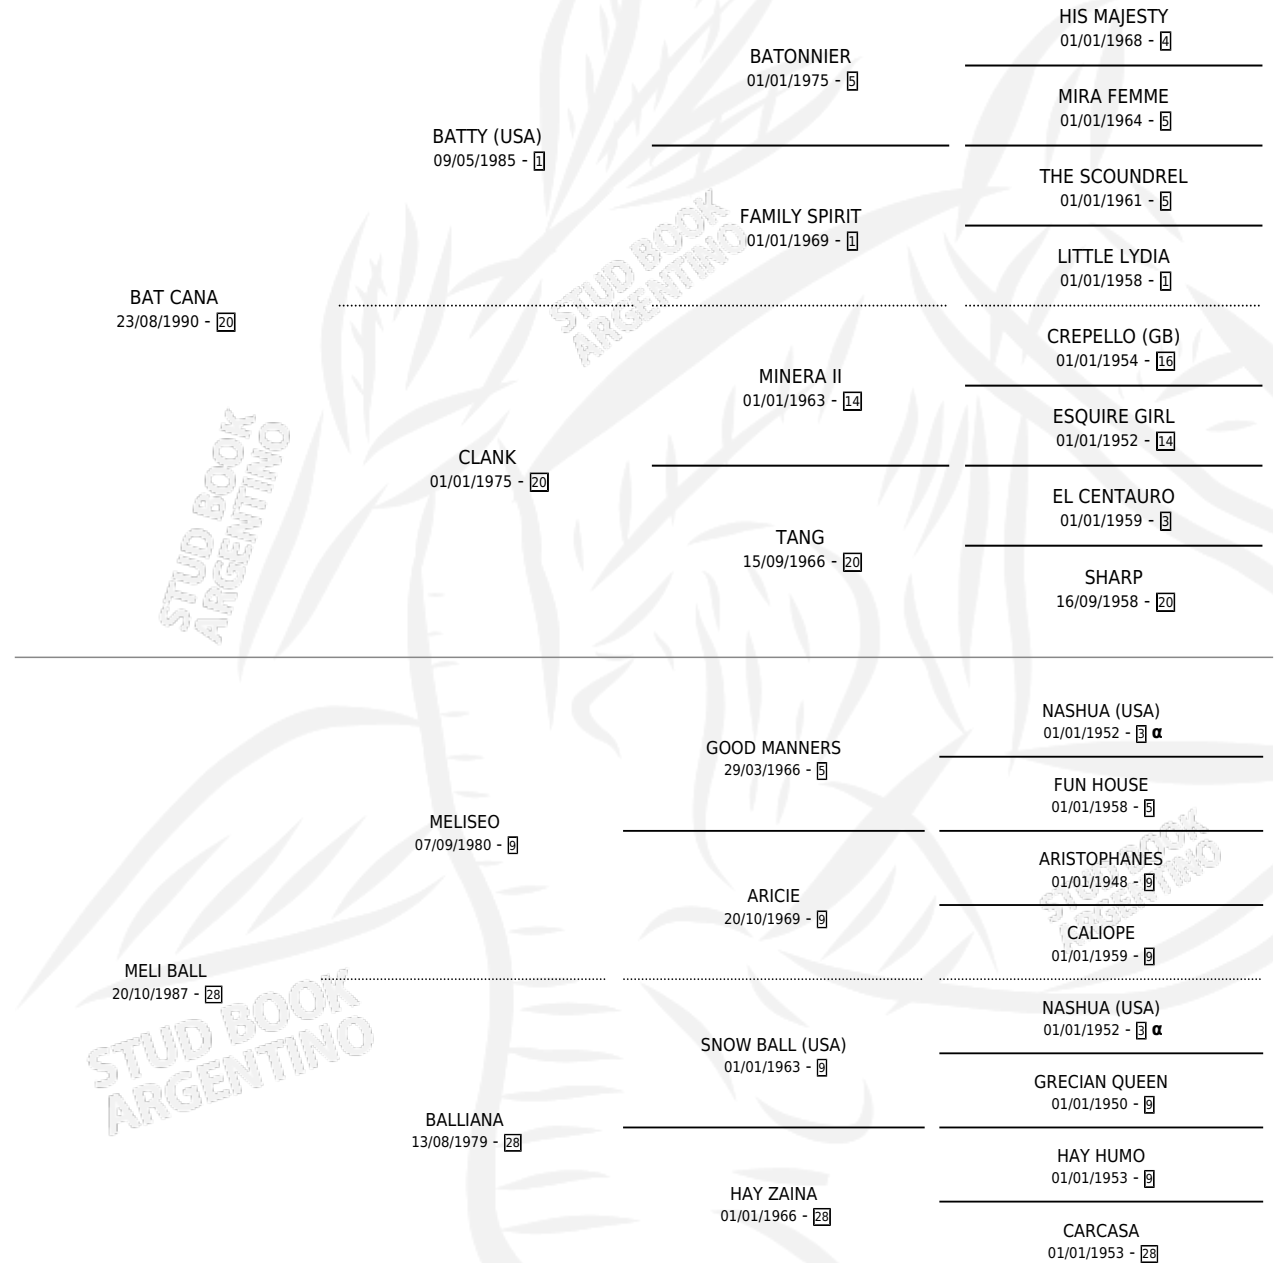 HIS MAJESTY
01/01/1968 - 4
BATONNIER
01/01/1975 - 5
MIRA FEMME
01/01/1964 - 5
BATTY (USA)
09/05/1985 - 1
THE SCOUNDREL
01/01/1961 - 5
FAMILY SPIRIT
01/01/1969 - 1
LITTLE LYDIA
01/01/1958 - 1
BAT CANA
23/08/1990 - 20
CREPELLO (GB)
01/01/1954 - 16
MINERA II
01/01/1963 - 14
ESQUIRE GIRL
01/01/1952 - 14
CLANK
01/01/1975 - 20
EL CENTAURO
01/01/1959 - 3
TANG
15/09/1966 - 20
SHARP
16/09/1958 - 20
NASHUA (USA)
01/01/1952 - 3 α
GOOD MANNERS
29/03/1966 - 5
FUN HOUSE
01/01/1958 - 5
MELISEO
07/09/1980 - 9
ARISTOPHANES
01/01/1948 - 9
ARICIE
20/10/1969 - 9
CALIOPE
01/01/1959 - 9
MELI BALL
20/10/1987 - 28
NASHUA (USA)
01/01/1952 - 3 α
SNOW BALL (USA)
01/01/1963 - 9
GRECIAN QUEEN
01/01/1950 - 9
BALLIANA
13/08/1979 - 28
HAY HUMO
01/01/1953 - 9
HAY ZAINA
01/01/1966 - 28
CARCASA
01/01/1953 - 28
STUD BOOK
ARGENTINO
STUD BOOK
ARGENTINO
STUD BOOK
ARGENTINO
STUD BOOK
ARGENTINO